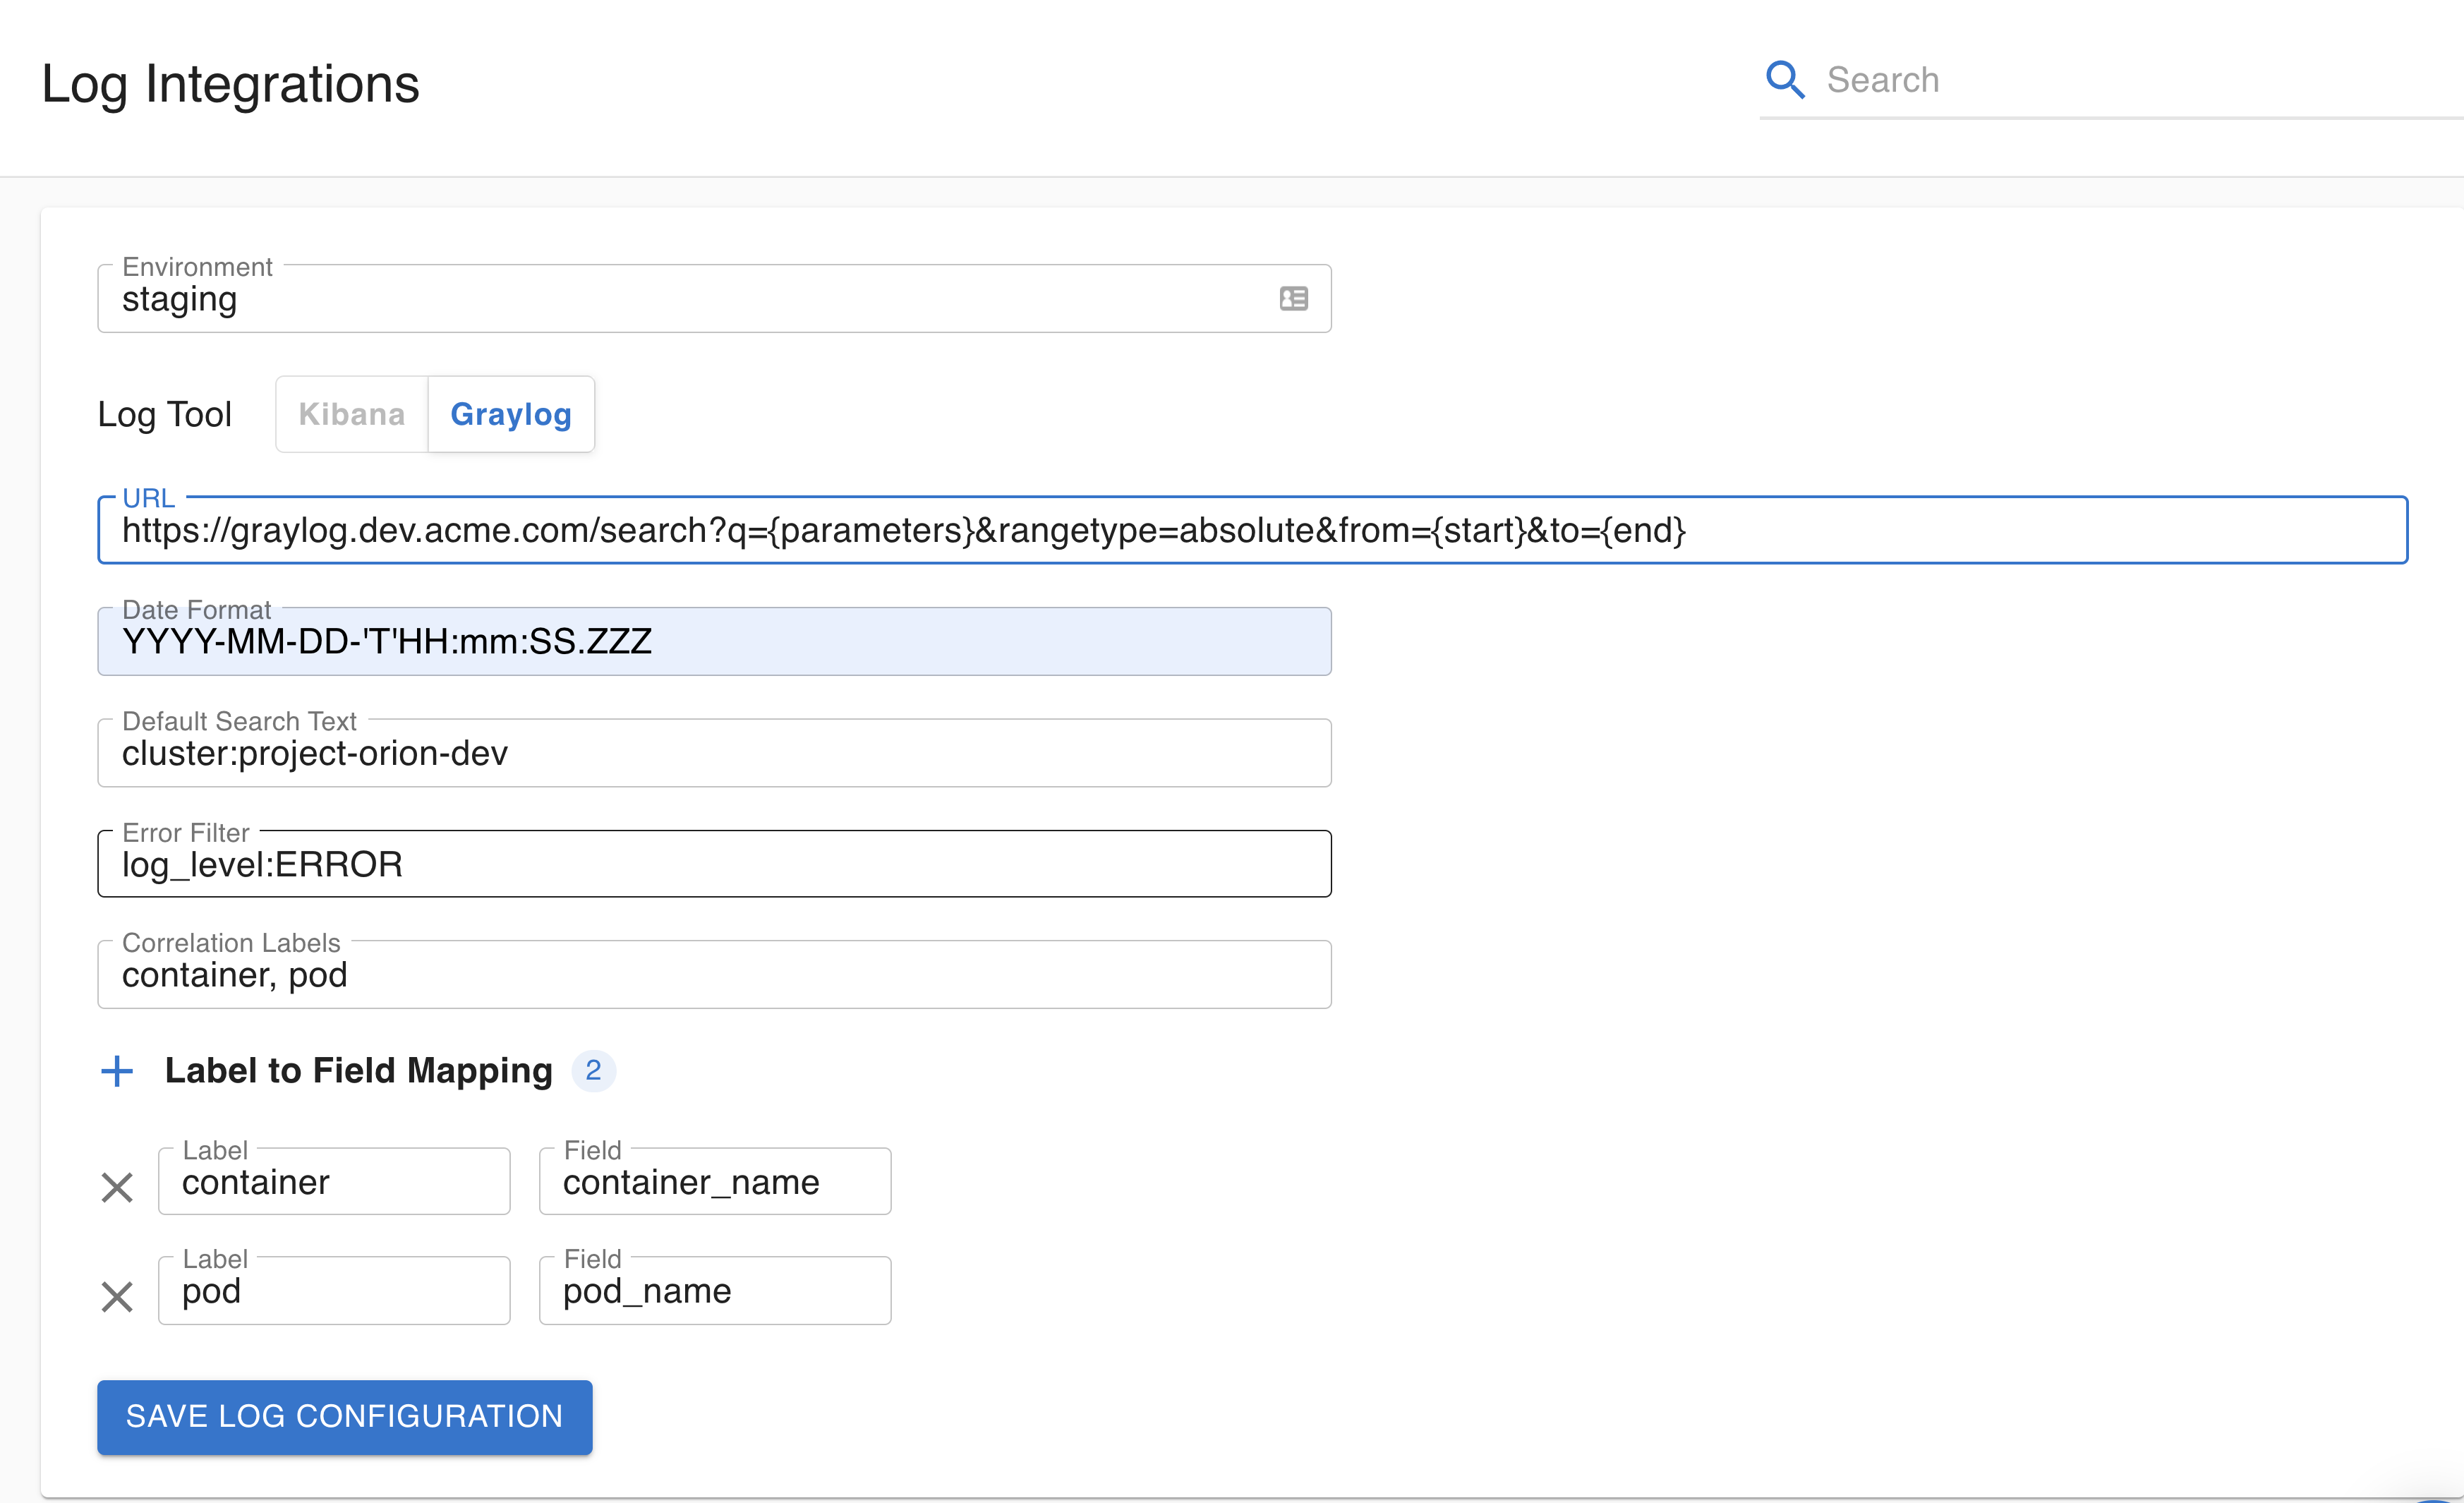 Log Integrations
Search
Environment
staging
Log Tool
Kibana
Graylog
URL
https://graylog.dev.acme.com/search?q={parameters}&rangetype=absolute&from={start}&to={end}
Date Format
YYYY-MM-DD-'T'HH:mm:SS.ZZZ
Default Search Text
cluster:project-orion-dev
Error Filter
log_level:ERROR
Correlation Labels
container, pod
Label to Field Mapping 2
Label
container
Field
container_name
Label
pod
Field
pod_name
SAVE LOG CONFIGURATION